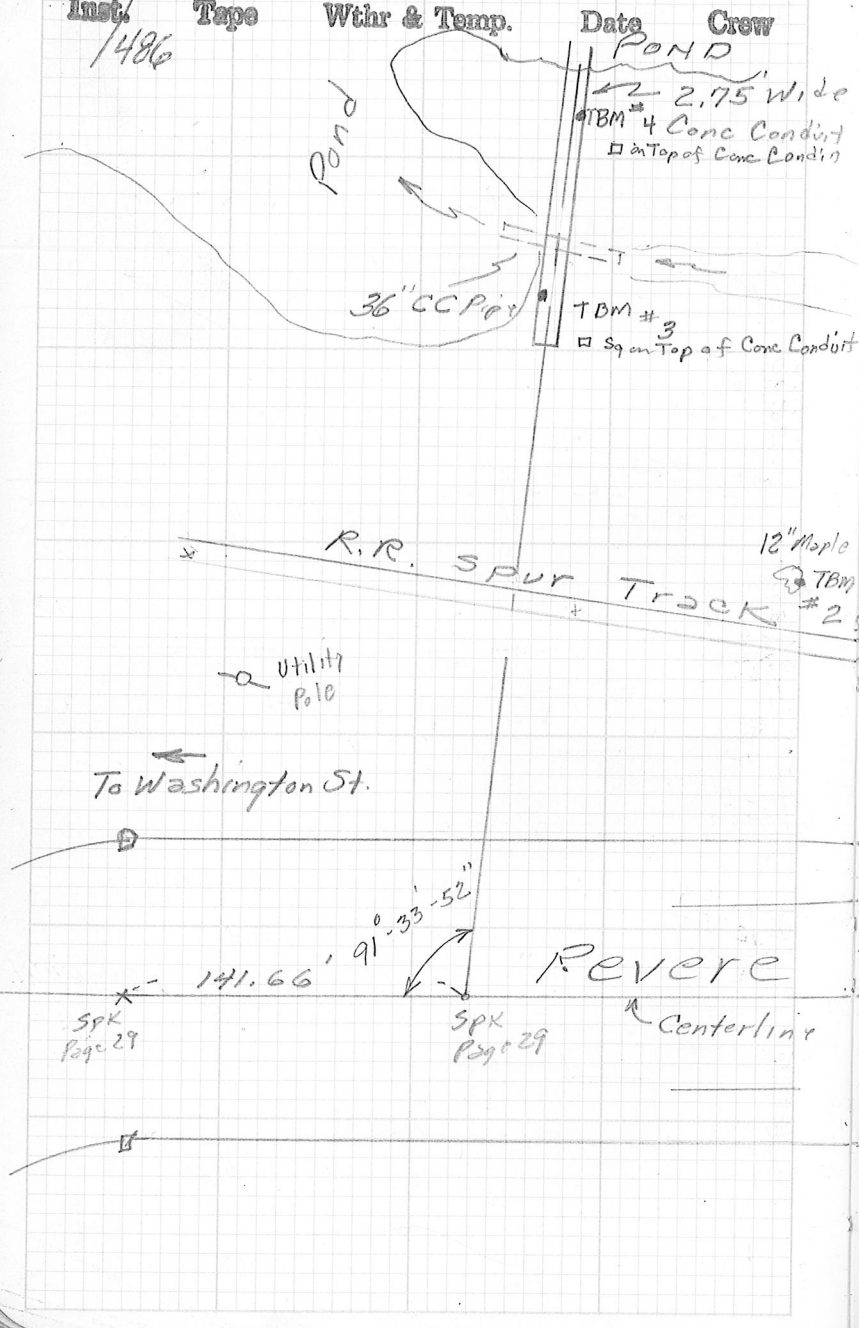 Inst. Tape Wthr & Temp. Date Crew
1486
POND
2.75' Wide
Conc Conduit
TBM #4
□ on Top of Conc Condui
Pond
36" CC Pipe
TBM #3
□ Sq on Top of Conc Conduit
R.R. Spur Track
12" Maple
TBM
#2
Utility
Pole
To Washington St.
91°-33'-52"
141.66'
Revere
Centerline
Spk
Page 29
Spk
Page 29